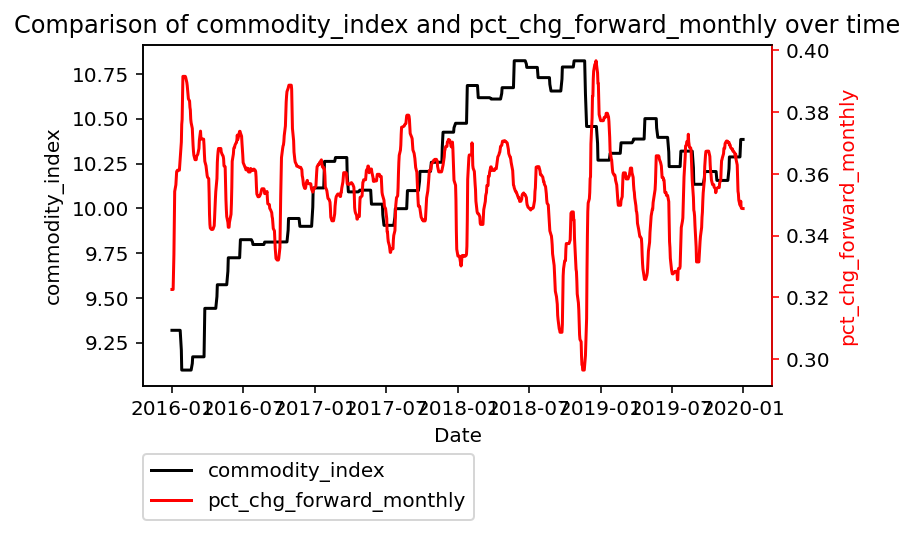 Comparison of commodity_index and pct_chg_forward_monthly over time
commodity_index
10.75
10.50
10.25
10.00
9.75
9.50
9.25
0.40
0.38
0.36
0.34
0.32
0.30
pct_chg_forward_monthly
2016-01 2016-07 2017-01 2017-07 2018-01 2018-07 2019-01 2019-07 2020-01
Date
commodity_index
pct_chg_forward_monthly